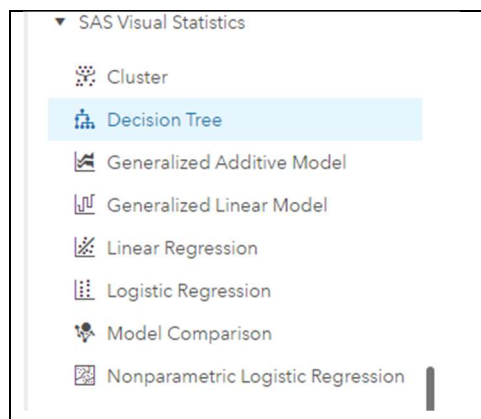 SAS Visual Statistics
Cluster
Decision Tree
Generalized Additive Model
Generalized Linear Model
Linear Regression
Logistic Regression
Model Comparison
Nonparametric Logistic Regression